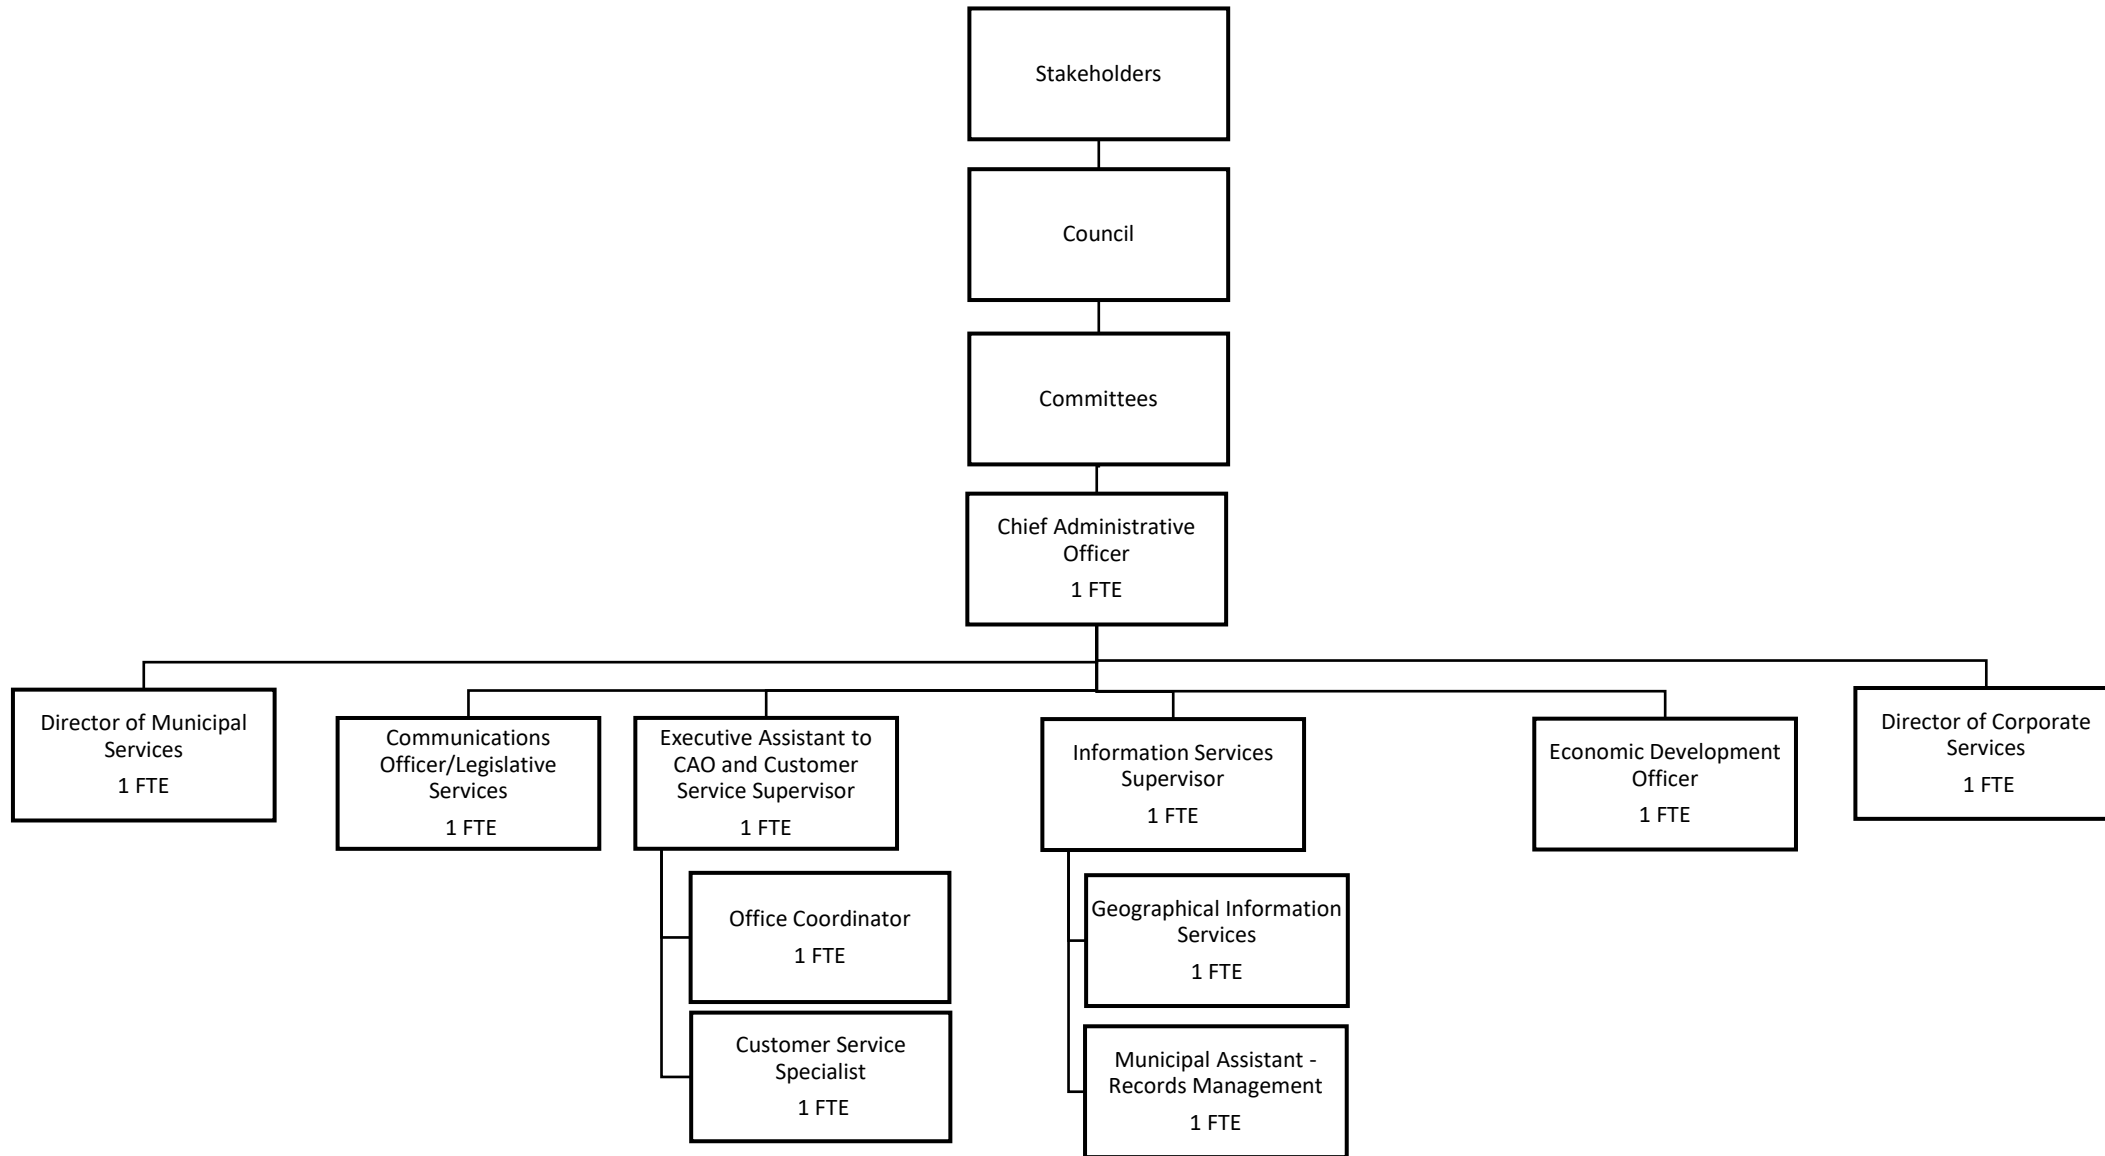 Stakeholders
Council
Committees
Chief Administrative
Officer
1 FTE
Director of Municipal
Services
1 FTE
Communications
Officer/Legislative
Services
1 FTE
Executive Assistant to
CAO and Customer
Service Supervisor
1 FTE
Information Services
Supervisor
1 FTE
Economic Development
Officer
1 FTE
Director of Corporate
Services
1 FTE
Office Coordinator
1 FTE
Customer Service
Specialist
1 FTE
Geographical Information
Services
1 FTE
Municipal Assistant -
Records Management
1 FTE